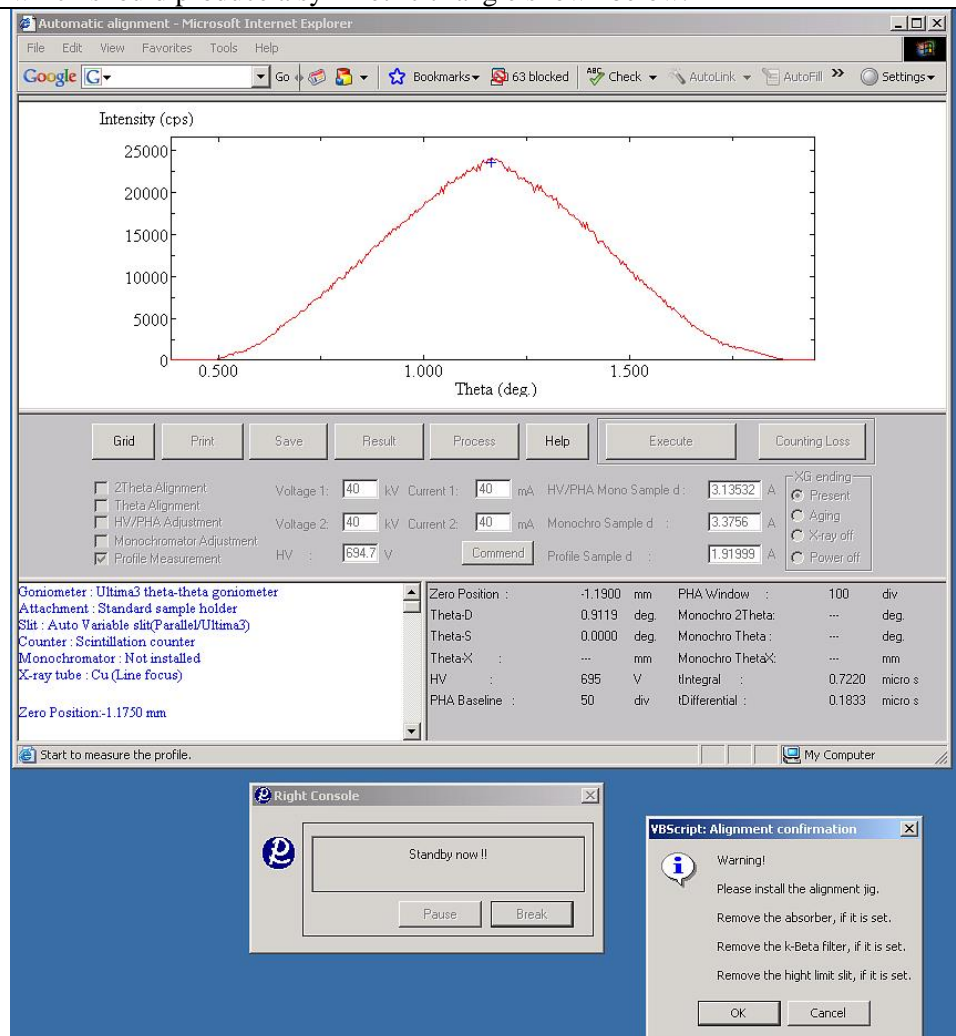 Automatic alignment - Microsoft Internet Explorer
File Edit View Favorites Tools Help
Google G Go Bookmarks 63 blocked ABC Check AutoLink AutoFill >> Settings
Intensity (cps)
25000
20000
15000
10000
5000
0
0.500 1.000 1.500
Theta (deg.)
Grid Print Save Result Process Help Execute Counting Loss
2Theta Alignment
Theta Alignment
HV/PHA Adjustment
Monochromator Adjustment
Profile Measurement
Voltage 1: 40 kV Current 1: 40 mA HV/PHA Mono Sample d : 3.13532 A
Voltage 2: 40 kV Current 2: 40 mA Monochro Sample d : 3.3756 A
HV : 694.7 V Commend Profile Sample d : 1.91999 A
XG ending
Present
Aging
X-ray off
Power off
Goniometer : Ultima3 theta-theta goniometer
Attachment : Standard sample holder
Slit : Auto Variable slit(Parallel/Ultima3)
Counter : Scintillation counter
Monochromator : Not installed
X-ray tube : Cu (Line focus)
Zero Position:-1.1750 mm
Zero Position : -1.1900 mm PHA Window : 100 div
Theta-D 0.9119 deg. Monochro 2Theta: --- deg.
Theta-S 0.0000 deg. Monochro Theta : --- deg.
Theta-X : --- mm Monochro ThetaX: --- mm
HV : 695 V tIntegral : 0.7220 micro s
PHA Baseline : 50 div tDifferential : 0.1833 micro s
Start to measure the profile. My Computer
Right Console
Standby now !!
Pause Break
VBScript: Alignment confirmation
Warning!
Please install the alignment jig.
Remove the absorber, if it is set.
Remove the k-Beta filter, if it is set.
Remove the hight limit slit, if it is set.
OK Cancel